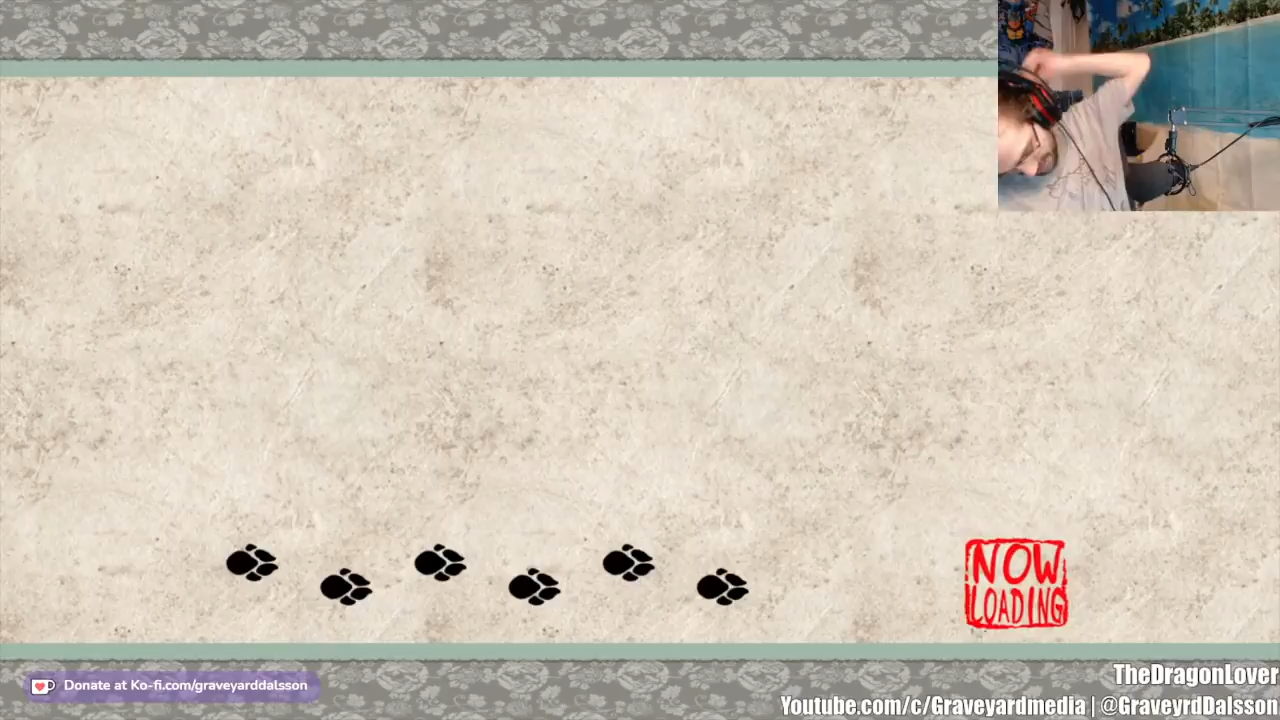 NOW
LOADING
Donate at Ko-fi.com/graveyarddalsson
TheDragonLover
Youtube.com/c/Graveyardmedia | @GraveyrdDalsson